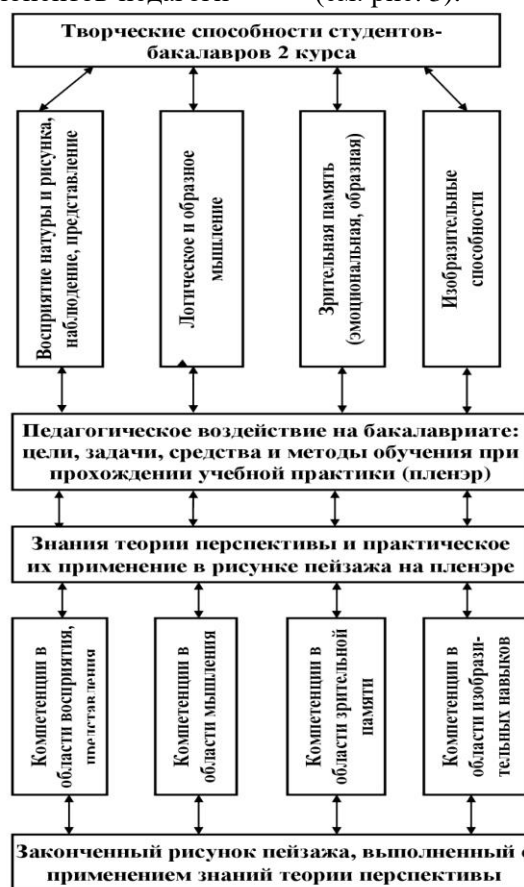 (см. рис. 3).
Творческие способности студентов-
бакалавров 2 курса
Восприятие натуры и рисунка,
наблюдение, представление
Логическое и образное
мышление
Зрительная память
(эмоциональная, образная)
Изобразительные
способности
Педагогическое воздействие на бакалавриате:
цели, задачи, средства и методы обучения при
прохождении учебной практики (пленэр)
Знания теории перспективы и практическое
их применение в рисунке пейзажа на пленэре
Компетенции в
области восприятия,
представления
Компетенции в
области мышления
Компетенции в
области зрительной
памяти
Компетенции в
области изобрази-
тельных навыков
Законченный рисунок пейзажа, выполненный с
применением знаний теории перспективы